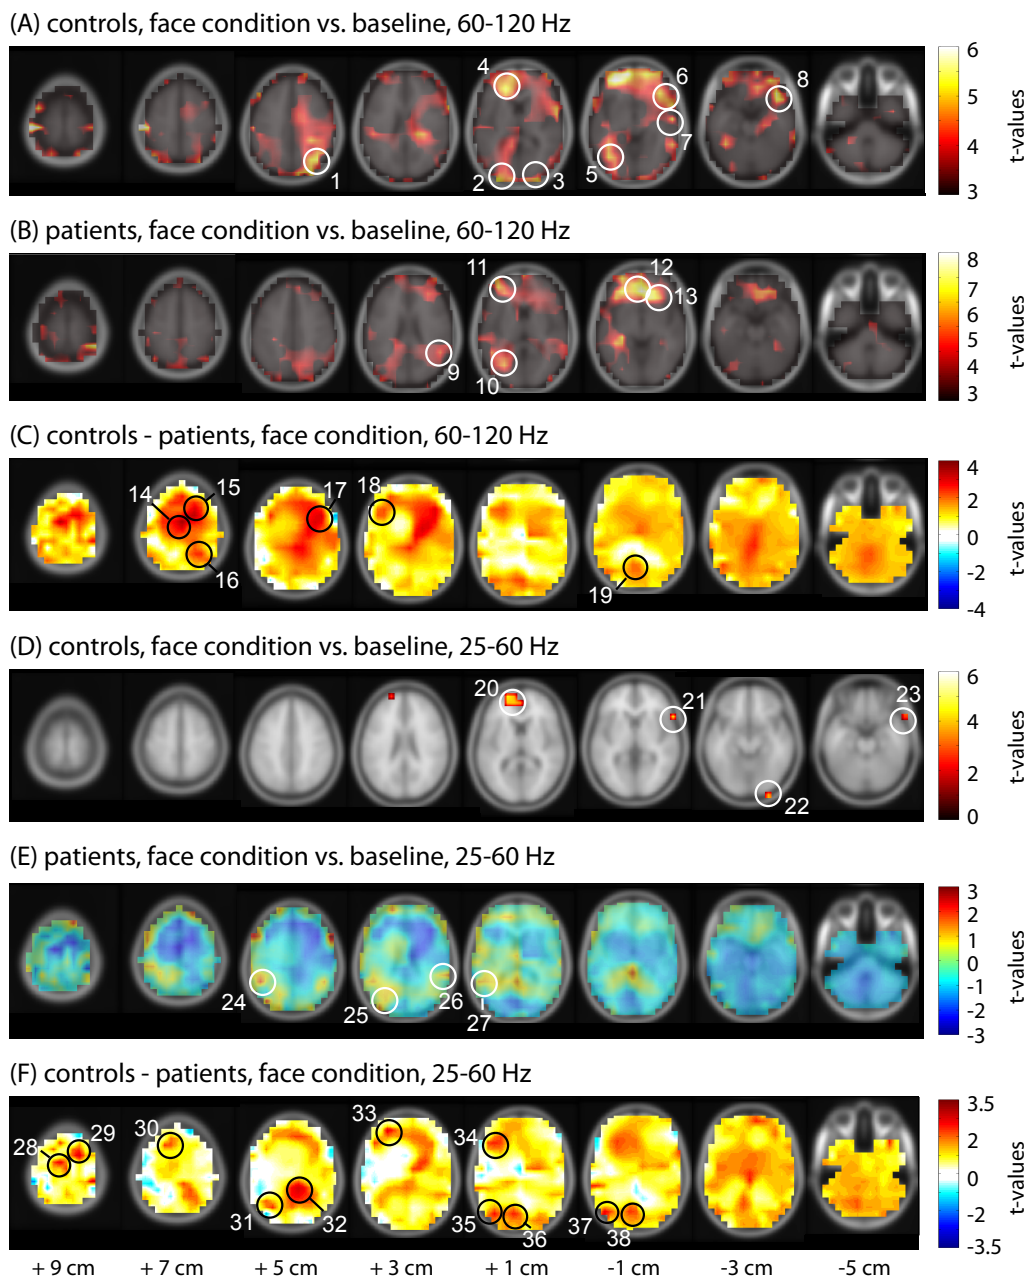 (A) controls, face condition vs. baseline, 60-120 Hz
4 6 8
7
1 2 3 5
6
5
4
3
t-values
(B) patients, face condition vs. baseline, 60-120 Hz
11 12
13
9
10
8
7
6
5
4
3
t-values
(C) controls - patients, face condition, 60-120 Hz
14 15 17 18
16 19
4
2
0
-2
-4
t-values
(D) controls, face condition vs. baseline, 25-60 Hz
20 21 23
22
6
4
2
0
t-values
(E) patients, face condition vs. baseline, 25-60 Hz
24 25 26 27
3
2
1
0
-1
-2
-3
t-values
(F) controls - patients, face condition, 25-60 Hz
28 29 30 33 34
31 32 35 36 37 38
3.5
2
0
-2
-3.5
t-values
+ 9 cm + 7 cm + 5 cm + 3 cm + 1 cm -1 cm -3 cm -5 cm